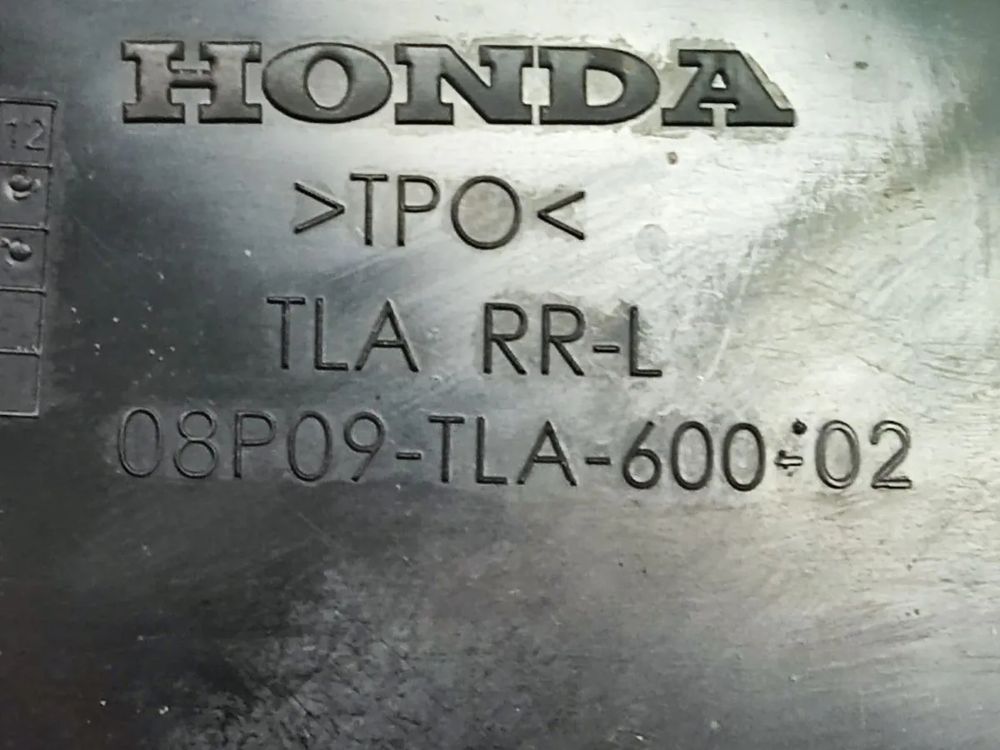 HONDA
12
>TPO<
TLA RR-L
08P09-TLA-600-02